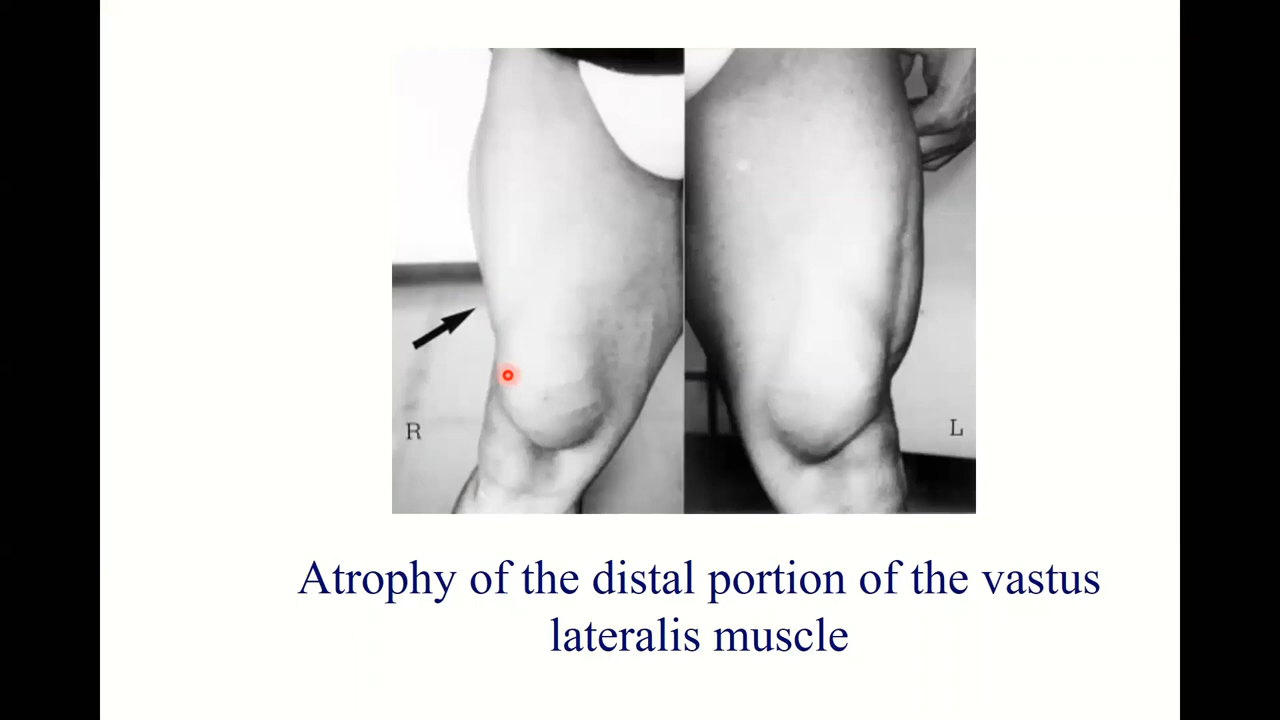 R
L
Atrophy of the distal portion of the vastus
lateralis muscle